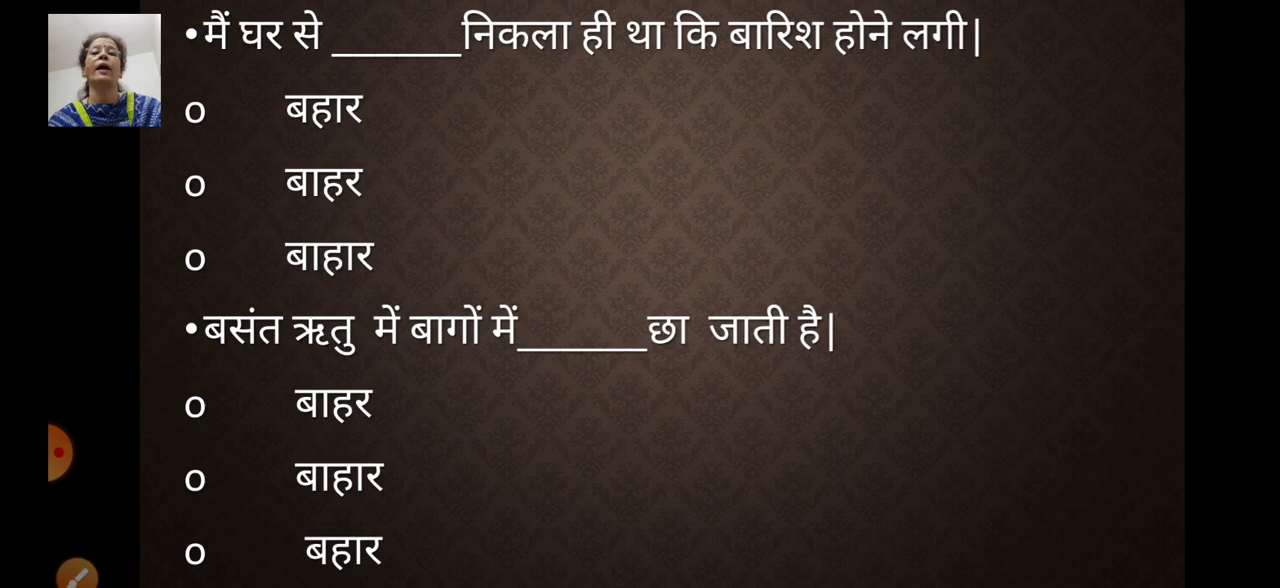 •मैं घर से ______निकला ही था कि बारिश होने लगी|
o बहार
o बाहर
o बाहार
•बसंत ऋतु में बागों में______छा जाती है|
o बाहर
o बाहार
o बहार